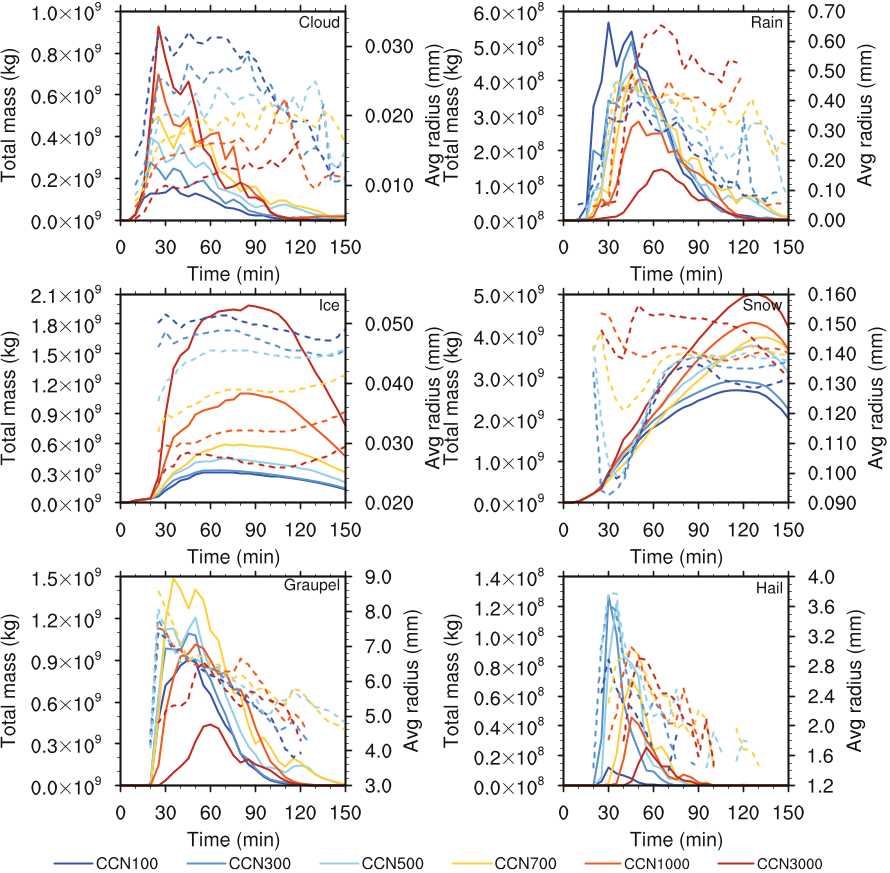 Cloud
Total mass (kg)
1.0×10⁹
0.8×10⁹
0.6×10⁹
0.4×10⁹
0.2×10⁹
0.0×10⁹
0.030
0.020
0.010
Avg radius (mm)
0 30 60 90 120 150
Time (min)
Rain
Total mass (kg)
6.0×10⁸
5.0×10⁸
4.0×10⁸
3.0×10⁸
2.0×10⁸
1.0×10⁸
0.0×10⁸
0.70
0.60
0.50
0.40
0.30
0.20
0.10
0.00
Avg radius (mm)
0 30 60 90 120 150
Time (min)
Ice
Total mass (kg)
2.1×10⁹
1.8×10⁹
1.5×10⁹
1.2×10⁹
0.9×10⁹
0.6×10⁹
0.3×10⁹
0.0×10⁹
0.050
0.040
0.030
0.020
Avg radius (mm)
0 30 60 90 120 150
Time (min)
Snow
Total mass (kg)
5.0×10⁹
4.0×10⁹
3.0×10⁹
2.0×10⁹
1.0×10⁹
0.0×10⁹
0.160
0.150
0.140
0.130
0.120
0.110
0.100
0.090
Avg radius (mm)
0 30 60 90 120 150
Time (min)
Graupel
Total mass (kg)
1.5×10⁹
1.2×10⁹
0.9×10⁹
0.6×10⁹
0.3×10⁹
0.0×10⁹
9.0
8.0
7.0
6.0
5.0
4.0
3.0
Avg radius (mm)
0 30 60 90 120 150
Time (min)
Hail
Total mass (kg)
1.4×10⁸
1.2×10⁸
1.0×10⁸
0.8×10⁸
0.6×10⁸
0.4×10⁸
0.2×10⁸
0.0×10⁸
4.0
3.6
3.2
2.8
2.4
2.0
1.6
1.2
Avg radius (mm)
0 30 60 90 120 150
Time (min)
CCN100 CCN300 CCN500 CCN700 CCN1000 CCN3000